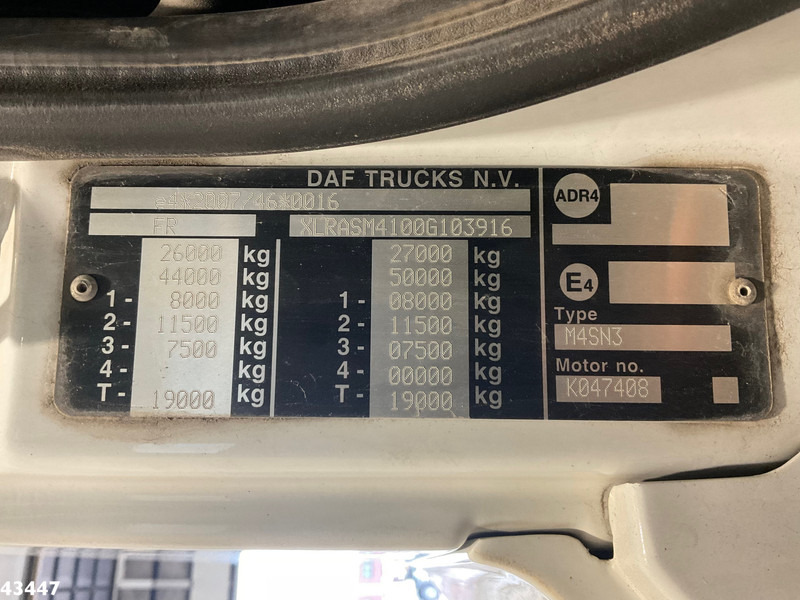 DAF TRUCKS N.V.
e4*2007/46*0016
FR XLRASM4100G103916
26000 kg 27000 kg
44000 kg 50000 kg
1 - 8000 kg 1 - 08000 kg
2 - 11500 kg 2 - 11500 kg
3 - 7500 kg 3 - 07500 kg
4 - kg 4 - 00000 kg
T - 19000 kg T - 19000 kg
ADR4
E4
Type
M4SN3
Motor no.
K047408
43447